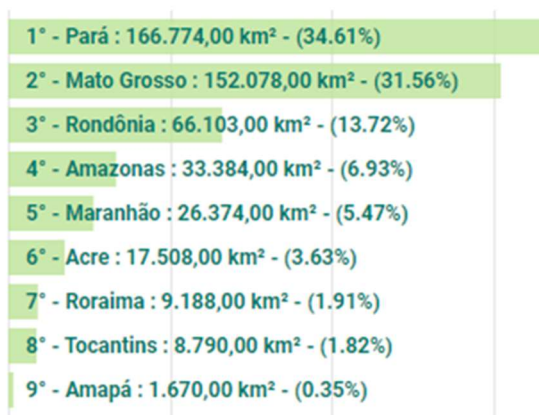 1° - Pará : 166.774,00 km² - (34.61%)
2° - Mato Grosso : 152.078,00 km² - (31.56%)
3° - Rondônia : 66.103,00 km² - (13.72%)
4° - Amazonas : 33.384,00 km² - (6.93%)
5° - Maranhão : 26.374,00 km² - (5.47%)
6° - Acre : 17.508,00 km² - (3.63%)
7° - Roraima : 9.188,00 km² - (1.91%)
8° - Tocantins : 8.790,00 km² - (1.82%)
9° - Amapá : 1.670,00 km² - (0.35%)